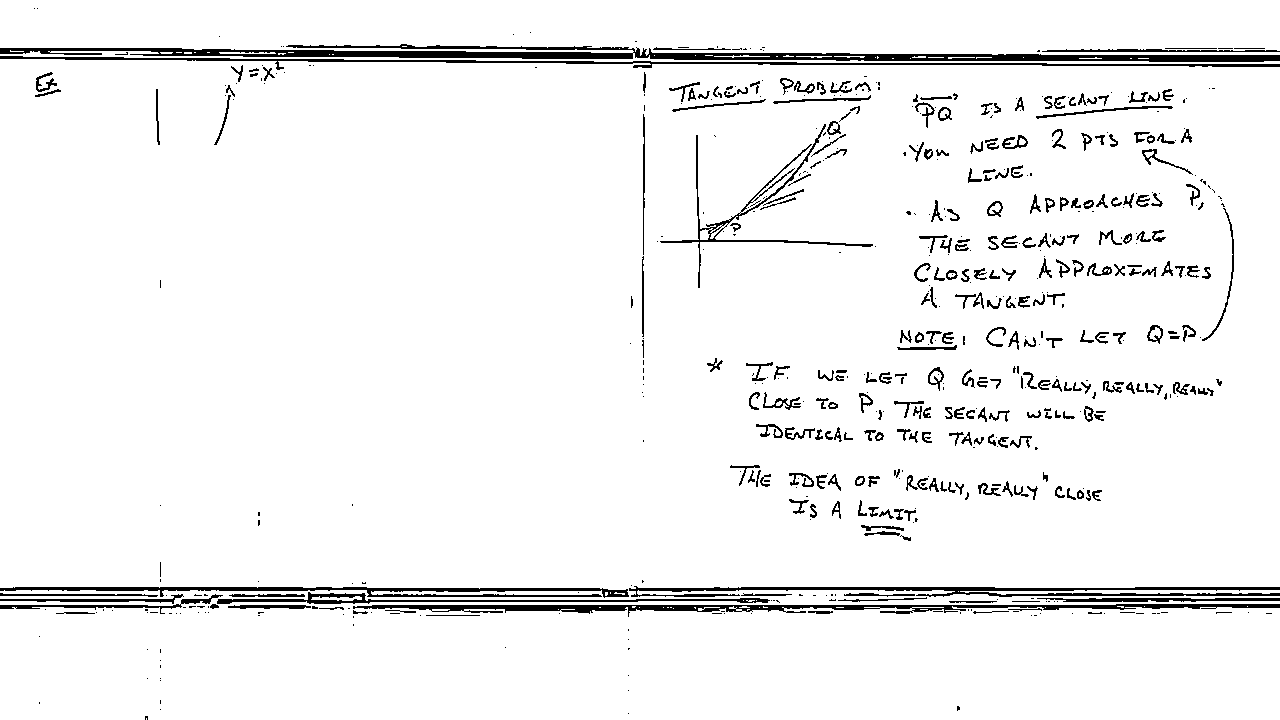 Ex
Y = X²
TANGENT PROBLEM:
Q
P
PQ IS A SECANT LINE.
• YOU NEED 2 PTS FOR A
LINE.
• AS Q APPROACHES P,
THE SECANT MORE
CLOSELY APPROXIMATES
A TANGENT.
NOTE: CAN'T LET Q=P
* IF WE LET Q GET "REALLY, REALLY, REALLY"
CLOSE TO P, THE SECANT WILL BE
IDENTICAL TO THE TANGENT.
THE IDEA OF "REALLY, REALLY" CLOSE
IS A LIMIT.